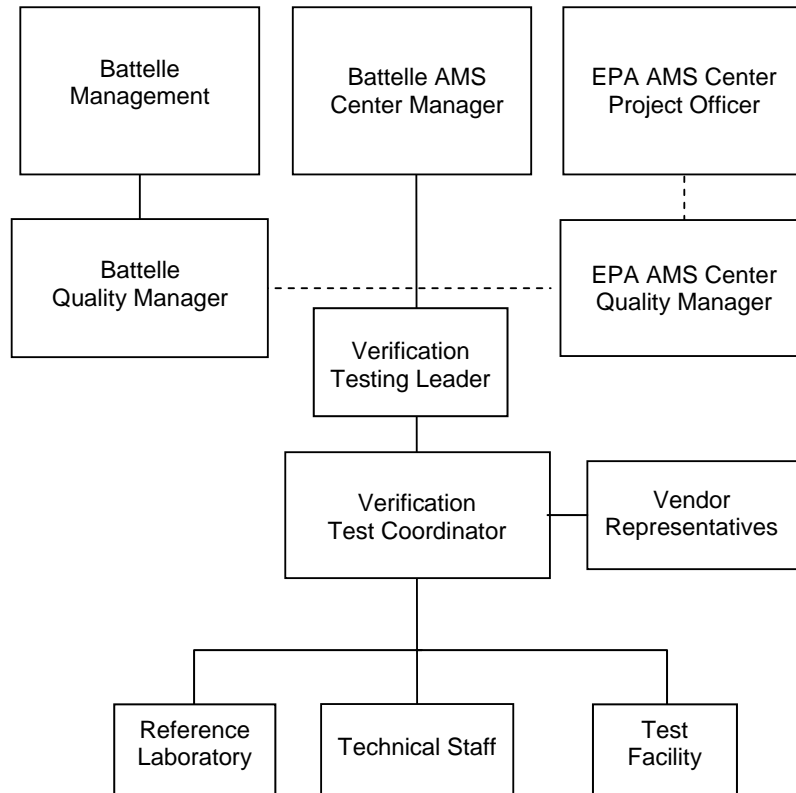 Battelle
Management
Battelle AMS
Center Manager
EPA AMS Center
Project Officer
Battelle
Quality Manager
EPA AMS Center
Quality Manager
Verification
Testing Leader
Verification
Test Coordinator
Vendor
Representatives
Reference
Laboratory
Technical Staff
Test
Facility